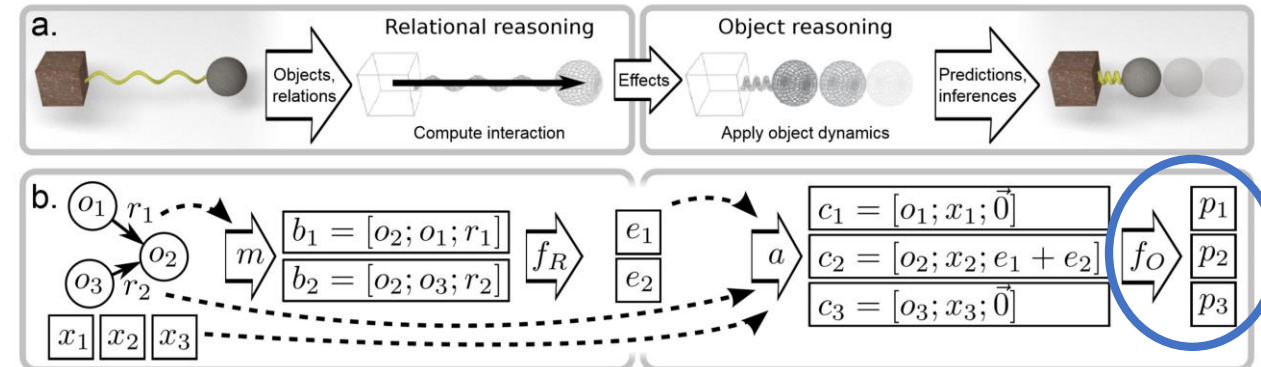 a.
Relational reasoning
Object reasoning
Objects,
relations
Effects
Predictions,
inferences
Compute interaction
Apply object dynamics
b.
o₁
r₁
o₂
o₃
r₂
x₁ x₂ x₃
m
b₁ = [o₂; o₁; r₁]
b₂ = [o₂; o₃; r₂]
f_R
e₁
e₂
a
c₁ = [o₁; x₁; 0⃗]
c₂ = [o₂; x₂; e₁ + e₂]
c₃ = [o₃; x₃; 0⃗]
f_O
p₁
p₂
p₃